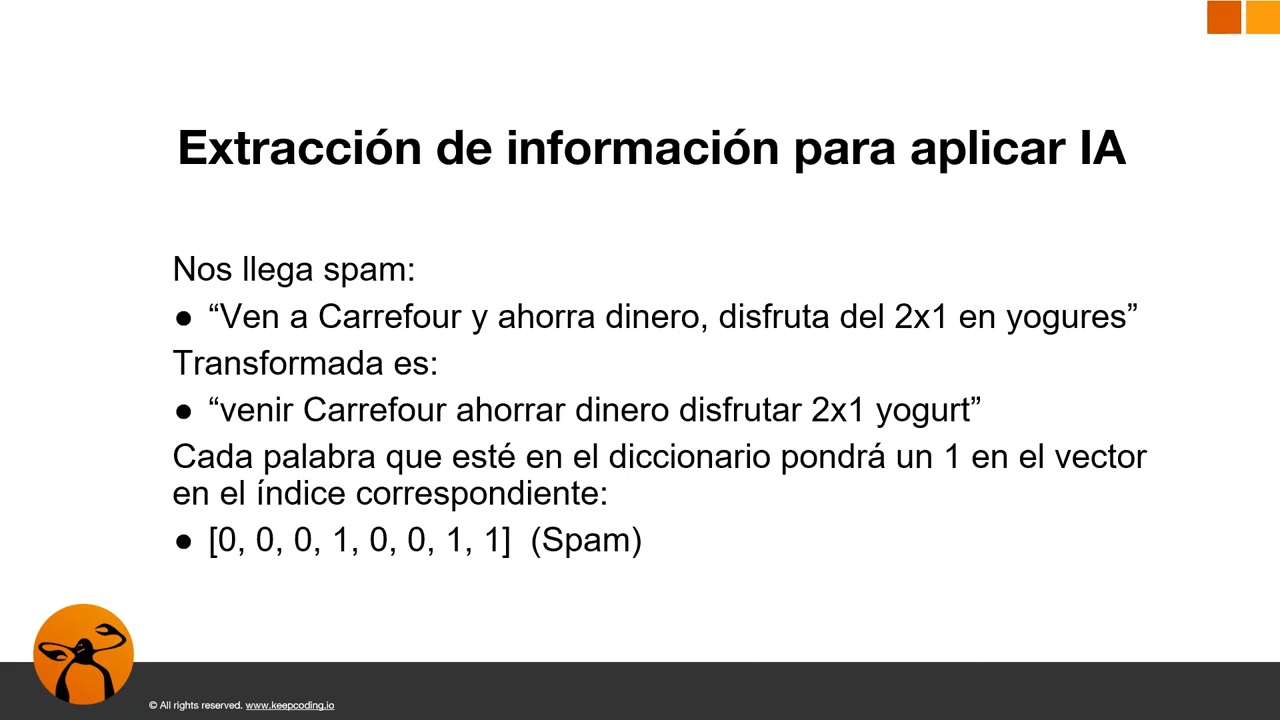 Extracción de información para aplicar IA
Nos llega spam:
● “Ven a Carrefour y ahorra dinero, disfruta del 2x1 en yogures”
Transformada es:
● “venir Carrefour ahorrar dinero disfrutar 2x1 yogurt”
Cada palabra que esté en el diccionario pondrá un 1 en el vector
en el índice correspondiente:
● [0, 0, 0, 1, 0, 0, 1, 1] (Spam)
© All rights reserved. www.keepcoding.io